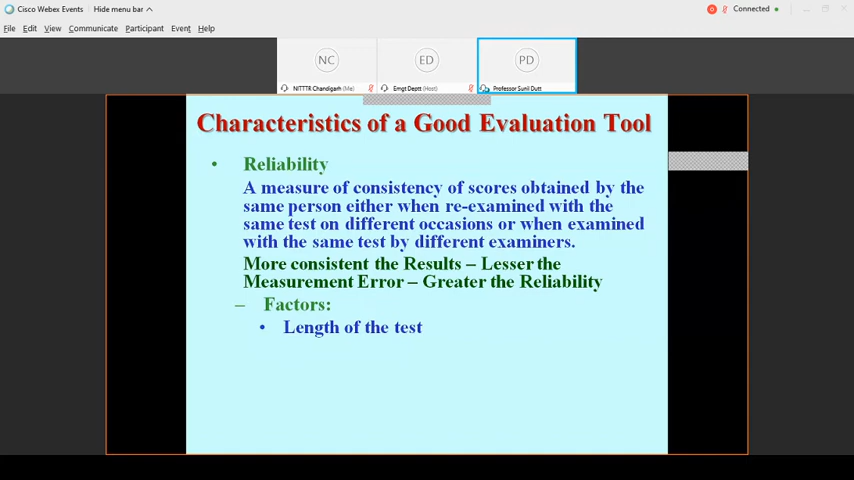 Cisco Webex Events Hide menu bar
Connected
File Edit View Communicate Participant Event Help
NC ED PD
NITTTR Chandigarh (Me) Emgt Deptt (Host) Professor Sunil Dutt
Characteristics of a Good Evaluation Tool
• Reliability
A measure of consistency of scores obtained by the
same person either when re-examined with the
same test on different occasions or when examined
with the same test by different examiners.
More consistent the Results – Lesser the
Measurement Error – Greater the Reliability
– Factors:
• Length of the test